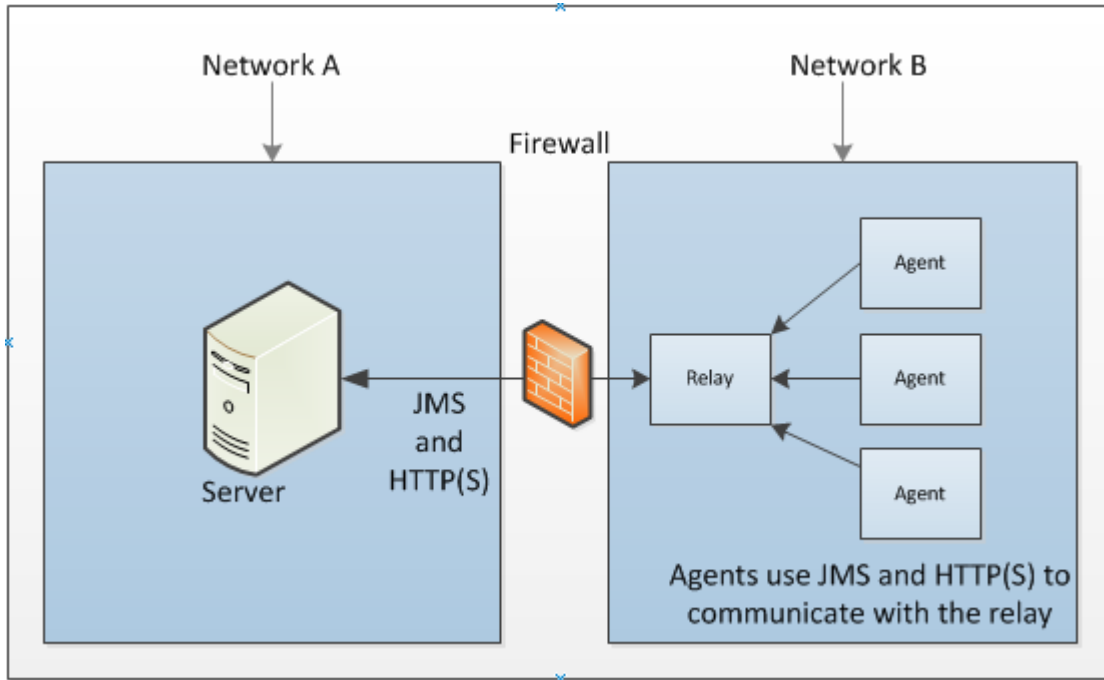 Network A
Network B
Firewall
Agent
Relay
Agent
Agent
JMS
and
HTTP(S)
Server
Agents use JMS and HTTP(S) to
communicate with the relay